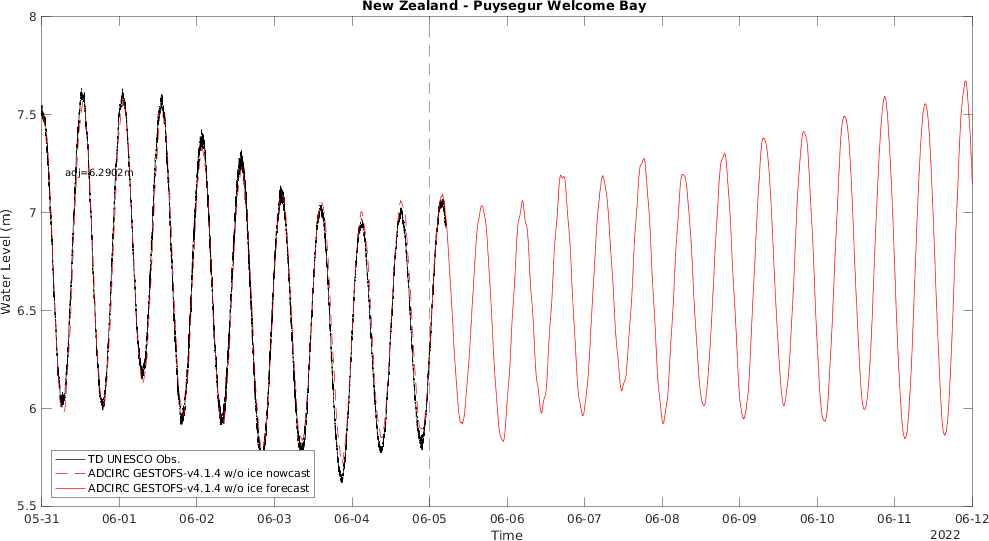 New Zealand - Puysegur Welcome Bay
8
7.5
7
6.5
6
5.5
Water Level (m)
adj=6.2902m
TD UNESCO Obs.
ADCIRC GESTOFS-v4.1.4 w/o ice nowcast
ADCIRC GESTOFS-v4.1.4 w/o ice forecast
05-31 06-01 06-02 06-03 06-04 06-05 06-06 06-07 06-08 06-09 06-10 06-11 06-12
Time
2022